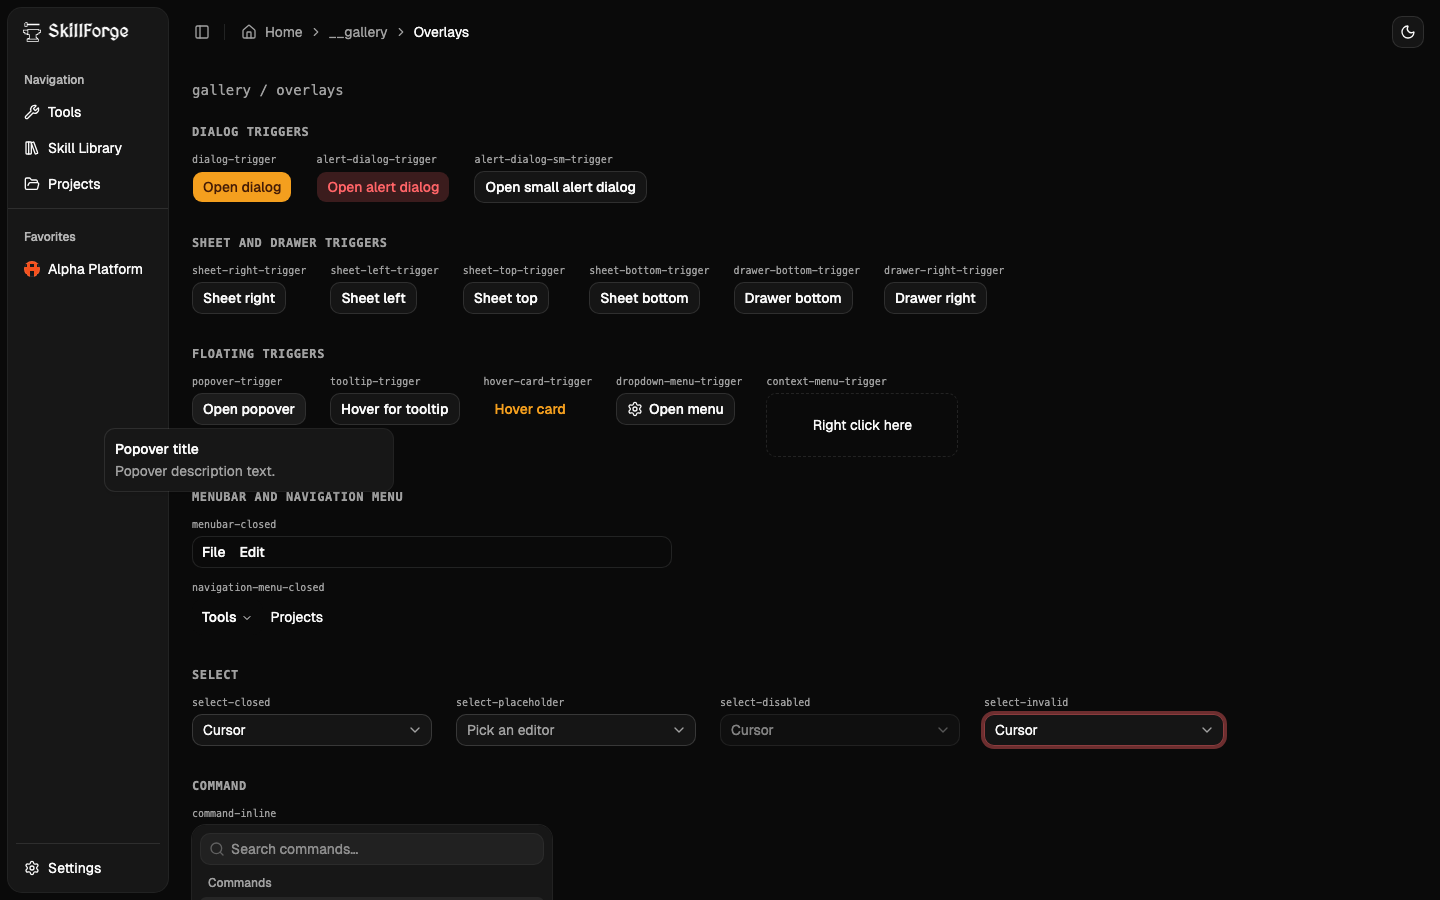 SkillForge
Home > __gallery > Overlays
Navigation
Tools
Skill Library
Projects
Favorites
Alpha Platform
Settings
gallery / overlays
DIALOG TRIGGERS
dialog-trigger alert-dialog-trigger alert-dialog-sm-trigger
Open dialog Open alert dialog Open small alert dialog
SHEET AND DRAWER TRIGGERS
sheet-right-trigger sheet-left-trigger sheet-top-trigger sheet-bottom-trigger drawer-bottom-trigger drawer-right-trigger
Sheet right Sheet left Sheet top Sheet bottom Drawer bottom Drawer right
FLOATING TRIGGERS
popover-trigger tooltip-trigger hover-card-trigger dropdown-menu-trigger context-menu-trigger
Open popover Hover for tooltip Hover card Open menu Right click here
Popover title
Popover description text.
MENUBAR AND NAVIGATION MENU
menubar-closed
File Edit
navigation-menu-closed
Tools Projects
SELECT
select-closed select-placeholder select-disabled select-invalid
Cursor Pick an editor Cursor Cursor
COMMAND
command-inline
Search commands...
Commands